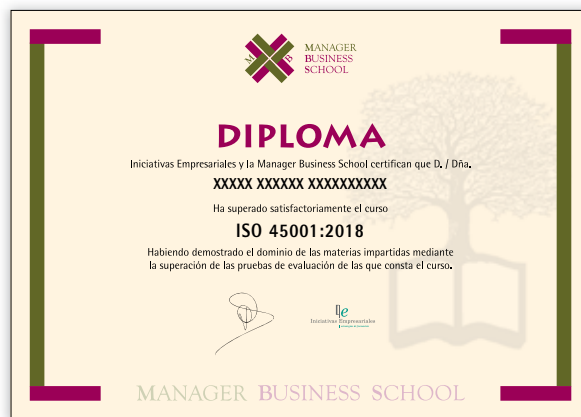 M B
MANAGER
BUSINESS
SCHOOL
DIPLOMA
Iniciativas Empresariales y la Manager Business School certifican que D. / Dña.
XXXXX XXXXXX XXXXXXXXXX
Ha superado satisfactoriamente el curso
ISO 45001:2018
Habiendo demostrado el dominio de las materias impartidas mediante
la superación de las pruebas de evaluación de las que consta el curso.
Ie
Iniciativas Empresariales
MANAGER BUSINESS SCHOOL